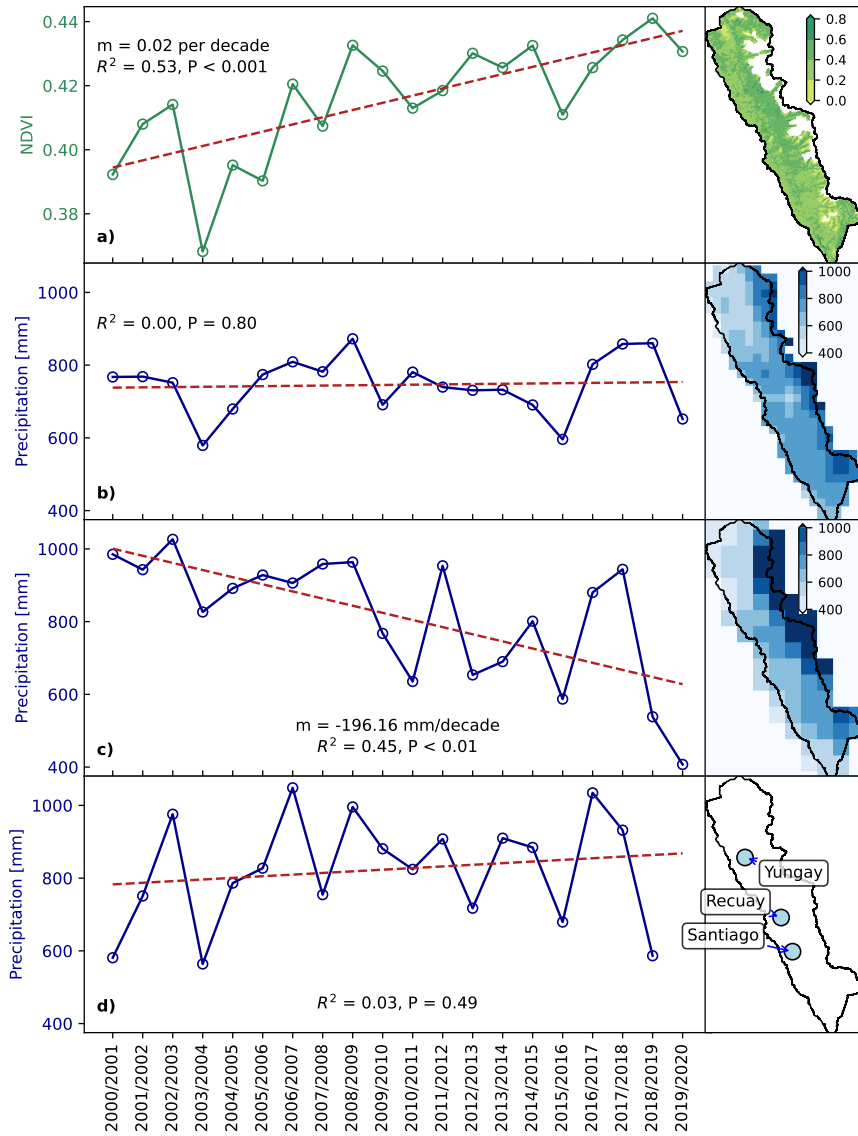 0.44
0.42
0.40
0.38
NDVI
m = 0.02 per decade
R² = 0.53, P < 0.001
a)
0.8
0.6
0.4
0.2
0.0
1000
800
600
400
Precipitation [mm]
R² = 0.00, P = 0.80
b)
1000
800
600
400
1000
800
600
400
Precipitation [mm]
m = -196.16 mm/decade
R² = 0.45, P < 0.01
c)
1000
800
600
400
1000
800
600
400
Precipitation [mm]
R² = 0.03, P = 0.49
d)
Yungay
Recuay
Santiago
2000/2001
2001/2002
2002/2003
2003/2004
2004/2005
2005/2006
2006/2007
2007/2008
2008/2009
2009/2010
2010/2011
2011/2012
2012/2013
2013/2014
2014/2015
2015/2016
2016/2017
2017/2018
2018/2019
2019/2020